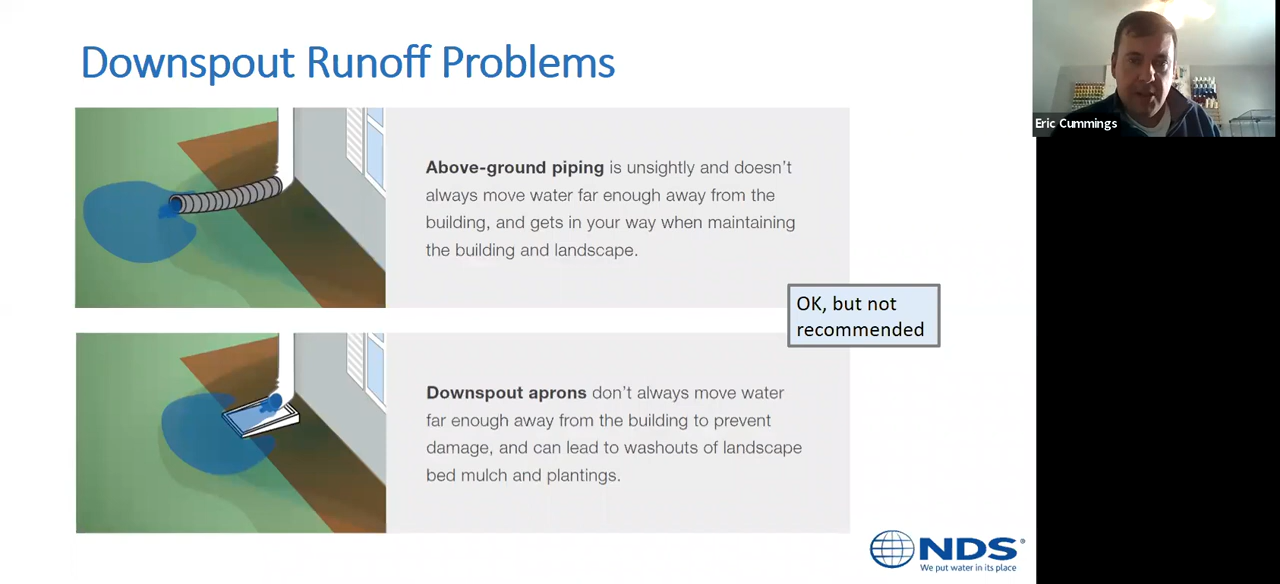 Downspout Runoff Problems
Eric Cummings
Above-ground piping is unsightly and doesn't
always move water far enough away from the
building, and gets in your way when maintaining
the building and landscape.
OK, but not
recommended
Downspout aprons don't always move water
far enough away from the building to prevent
damage, and can lead to washouts of landscape
bed mulch and plantings.
NDS®
We put water in its place